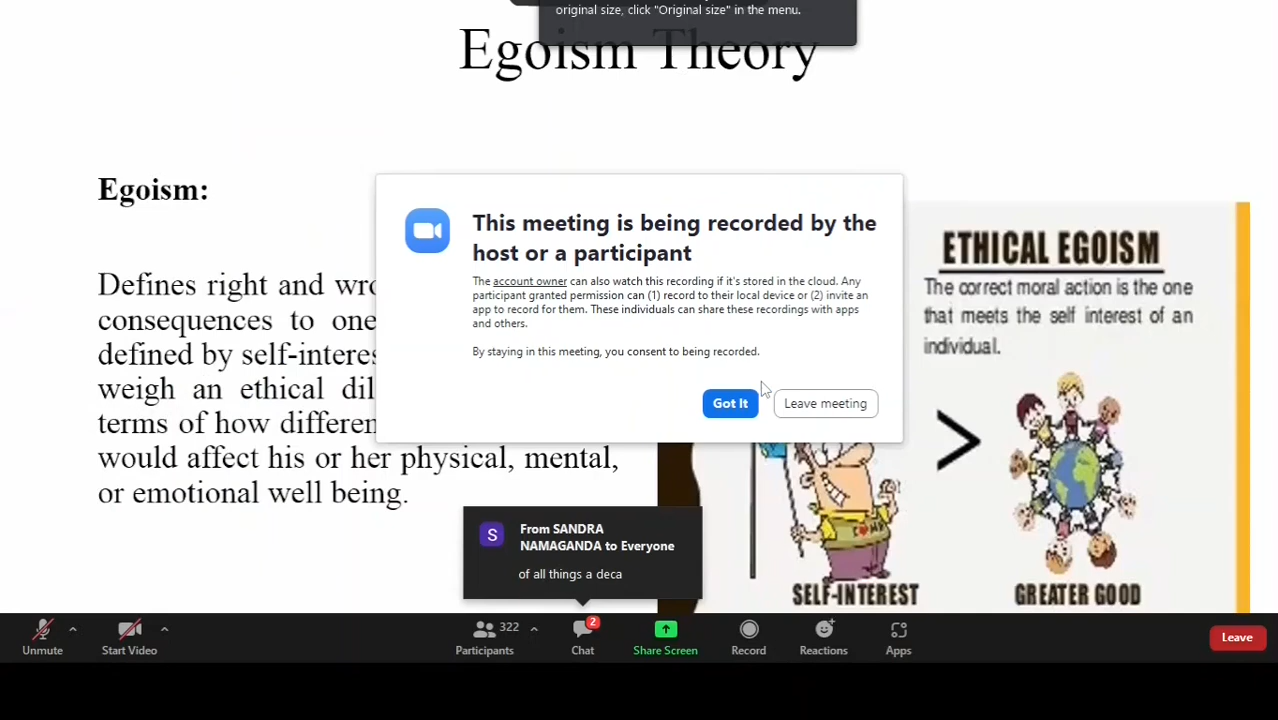 original size, click "Original size" in the menu.
Egoism Theory
Egoism:
Defines right and
consequences to
defined by
weigh an ethical
terms of how
would affect his or her physical, mental,
or emotional well being.
This meeting is being recorded by the
host or a participant
The account owner can also watch this recording if it's stored in the cloud. Any
participant granted permission can (1) record to their local device or (2) invite an
app to record for them. These individuals can share these recordings with apps
and others.
By staying in this meeting, you consent to being recorded.
Got It
Leave meeting
ETHICAL EGOISM
The correct moral action is the one
that meets the self interest of an
individual.
>
SELF-INTEREST
GREATER GOOD
S
From SANDRA
NAMAGANDA to Everyone
of all things a deca
Unmute
Start Video
322
Participants
2
Chat
Share Screen
Record
Reactions
Apps
Leave